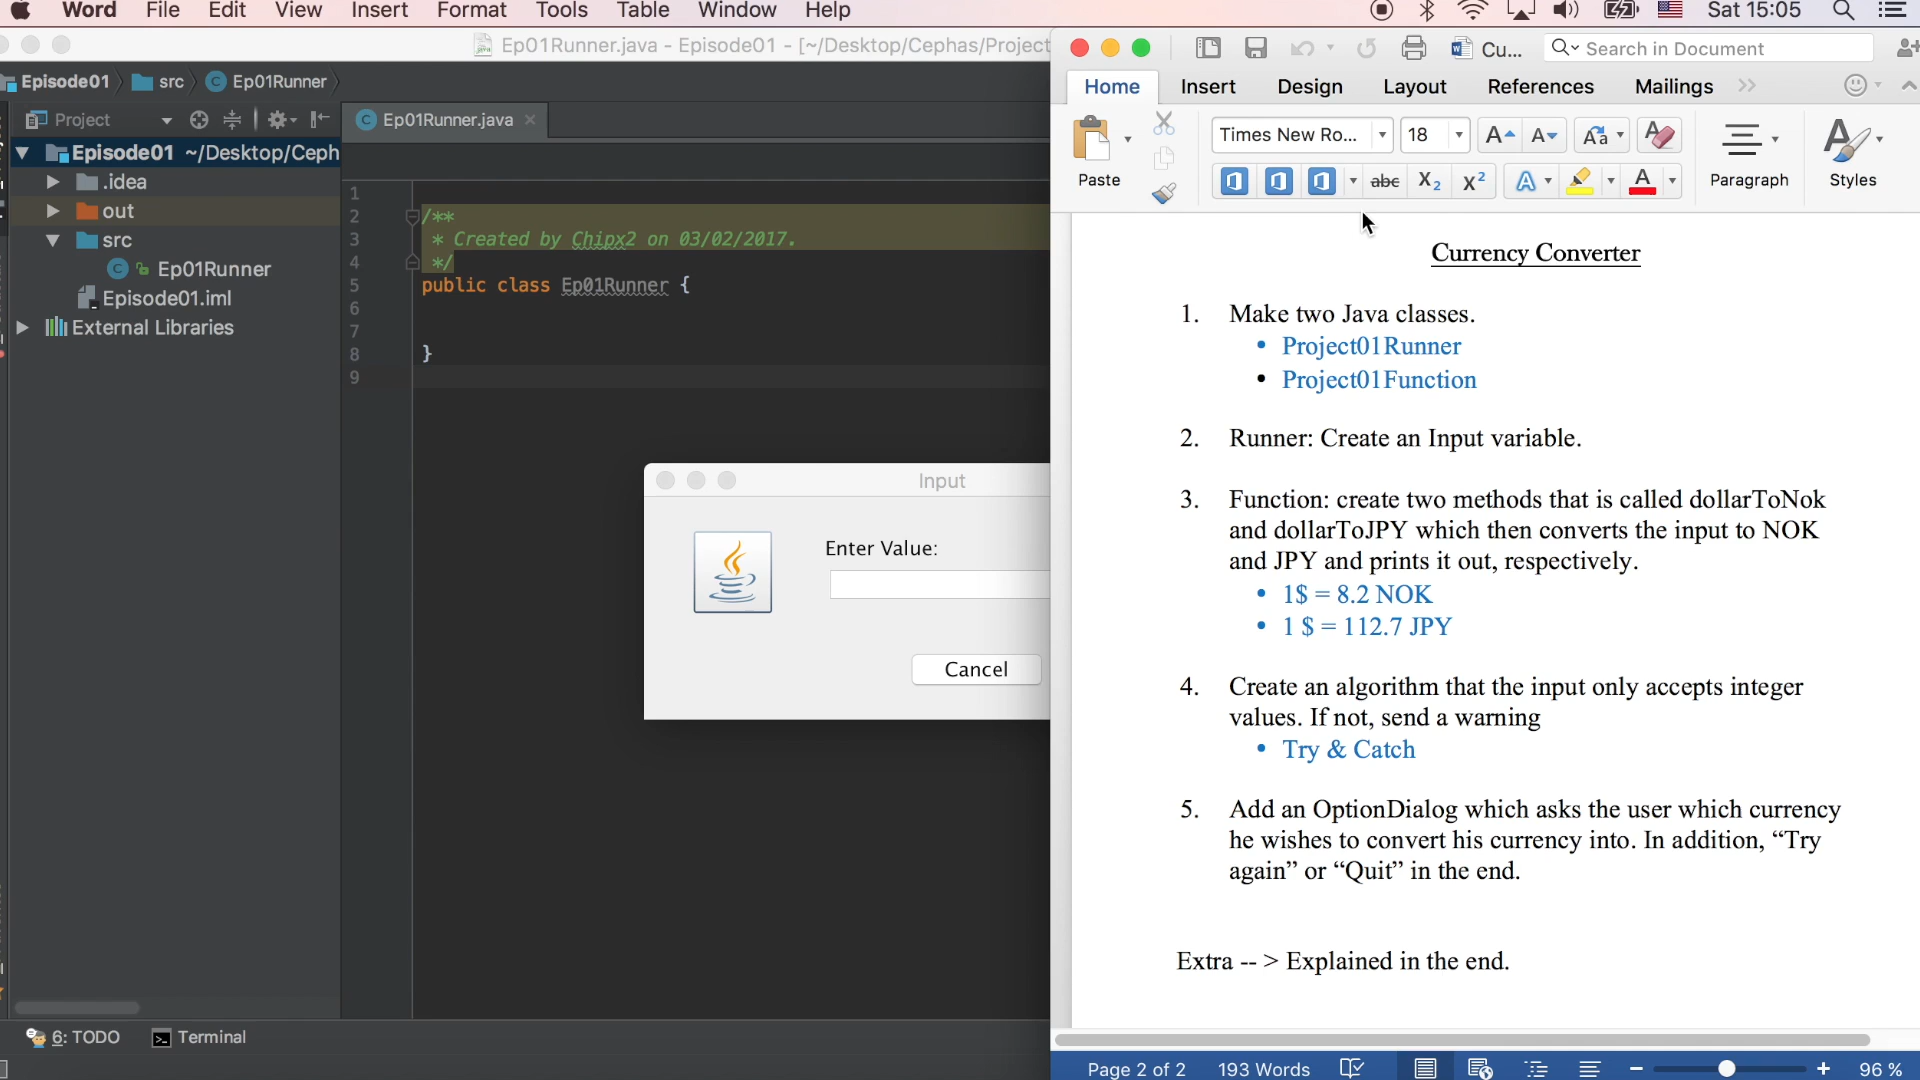 Word File Edit View Insert Format Tools Table Window Help Sat 15:05
Ep01Runner.java - Episode01 - [~/Desktop/Cephas/Project
Cu... Search in Document
Episode01 src Ep01Runner
Home Insert Design Layout References Mailings
Project
Ep01Runner.java
Times New Ro... 18
Paste
abc X2 X2 A A
Paragraph
Styles
Episode01 ~/Desktop/Ceph
.idea
out
src
Ep01Runner
Episode01.iml
External Libraries
1
2 /**
3 * Created by Chipx2 on 03/02/2017.
4 */
5 public class Ep01Runner {
6
7
8 }
9
Input
Enter Value:
Cancel
Currency Converter
1. Make two Java classes.
• Project01Runner
• Project01Function
2. Runner: Create an Input variable.
3. Function: create two methods that is called dollarToNok
and dollarToJPY which then converts the input to NOK
and JPY and prints it out, respectively.
• 1$ = 8.2 NOK
• 1 $ = 112.7 JPY
4. Create an algorithm that the input only accepts integer
values. If not, send a warning
• Try & Catch
5. Add an OptionDialog which asks the user which currency
he wishes to convert his currency into. In addition, “Try
again” or “Quit” in the end.
Extra -- > Explained in the end.
6: TODO Terminal
Page 2 of 2 193 Words 96 %